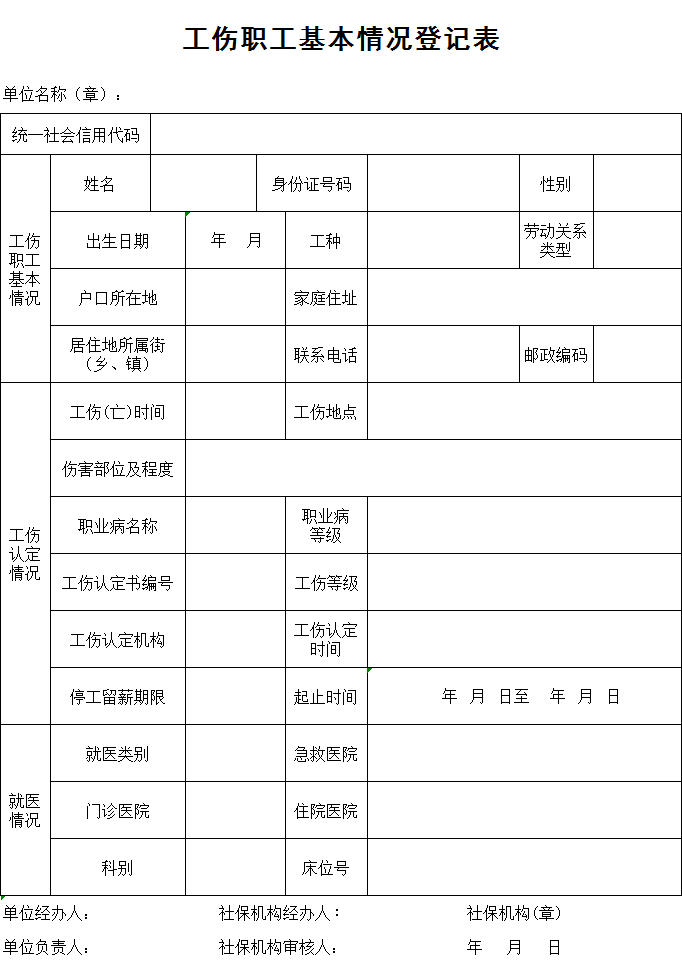 工伤职工基本情况登记表
单位名称（章）：
统一社会信用代码
工伤
职工
基本
情况
姓名
身份证号码
性别
出生日期
年 月
工种
劳动关系
类型
户口所在地
家庭住址
居住地所属街
（乡、镇）
联系电话
邮政编码
工伤
认定
情况
工伤(亡)时间
工伤地点
伤害部位及程度
职业病名称
职业病
等级
工伤认定书编号
工伤等级
工伤认定机构
工伤认定
时间
停工留薪期限
起止时间
年 月 日至 年 月 日
就医
情况
就医类别
急救医院
门诊医院
住院医院
科别
床位号
单位经办人： 社保机构经办人： 社保机构(章)
单位负责人： 社保机构审核人： 年 月 日